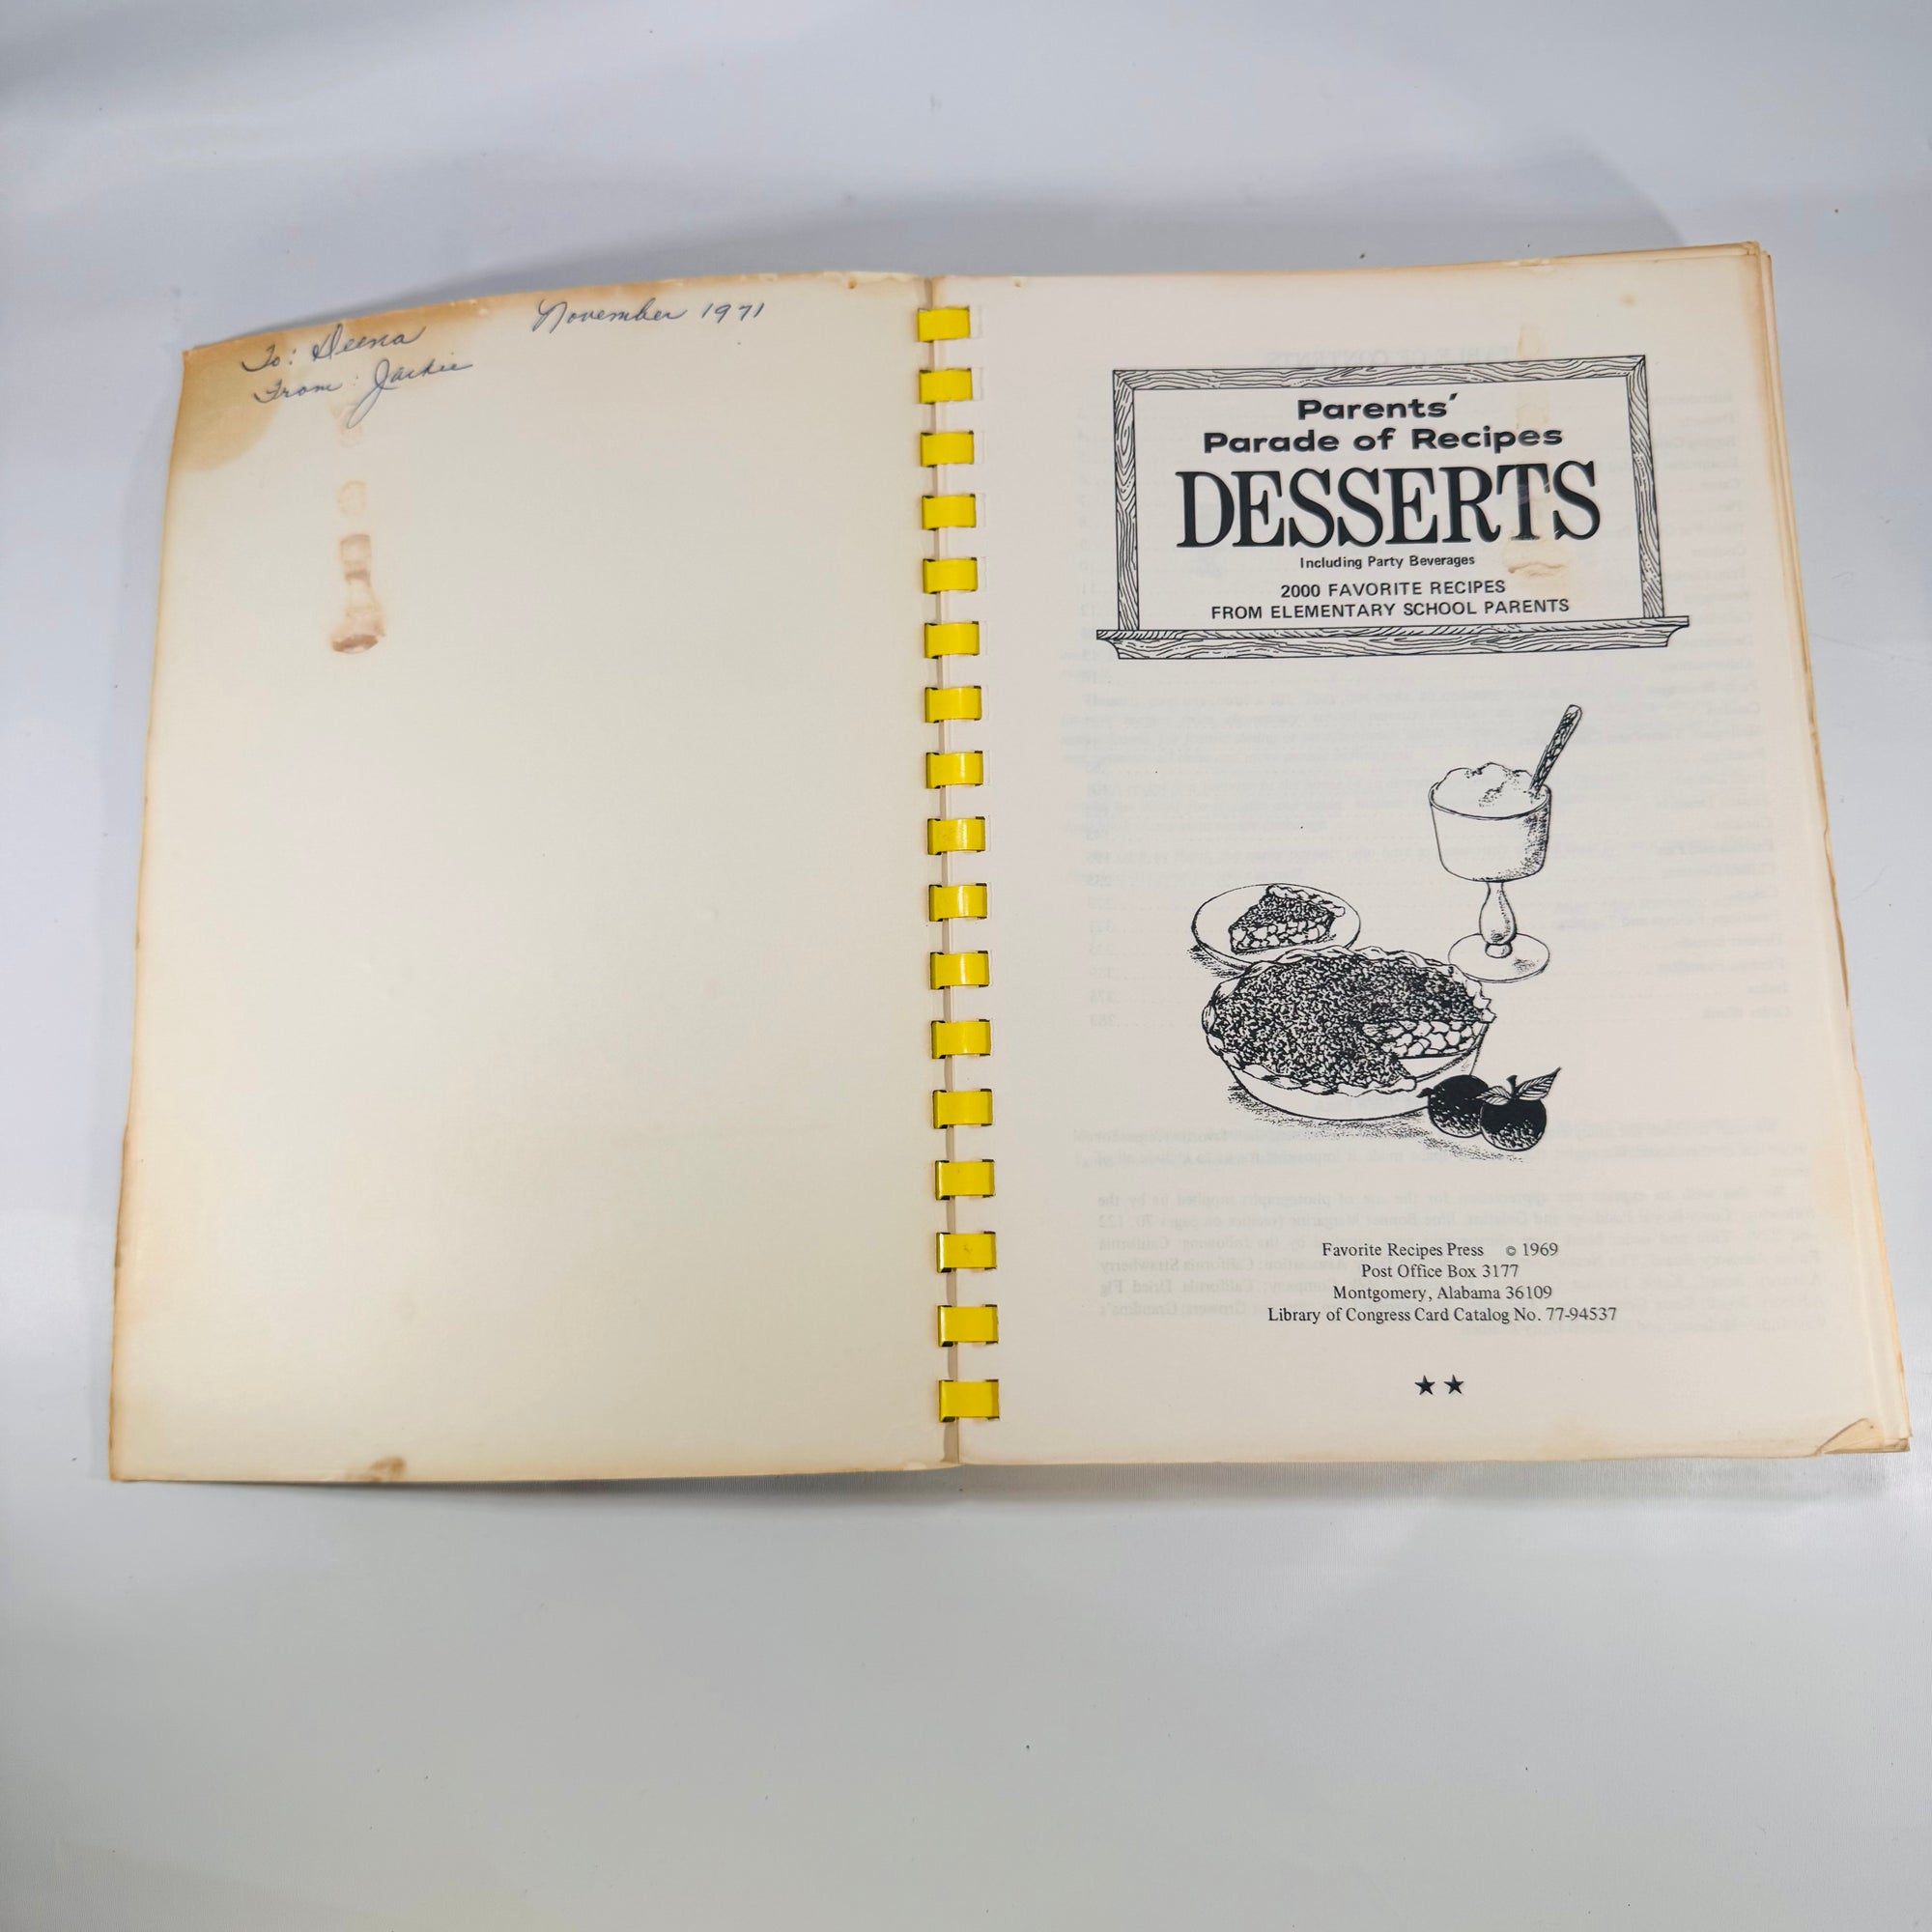 November 1971
To: Deena
From: Jackie
Parents'
Parade of Recipes
DESSERTS
Including Party Beverages
2000 FAVORITE RECIPES
FROM ELEMENTARY SCHOOL PARENTS
Favorite Recipes Press © 1969
Post Office Box 3177
Montgomery, Alabama 36109
Library of Congress Card Catalog No. 77-94537